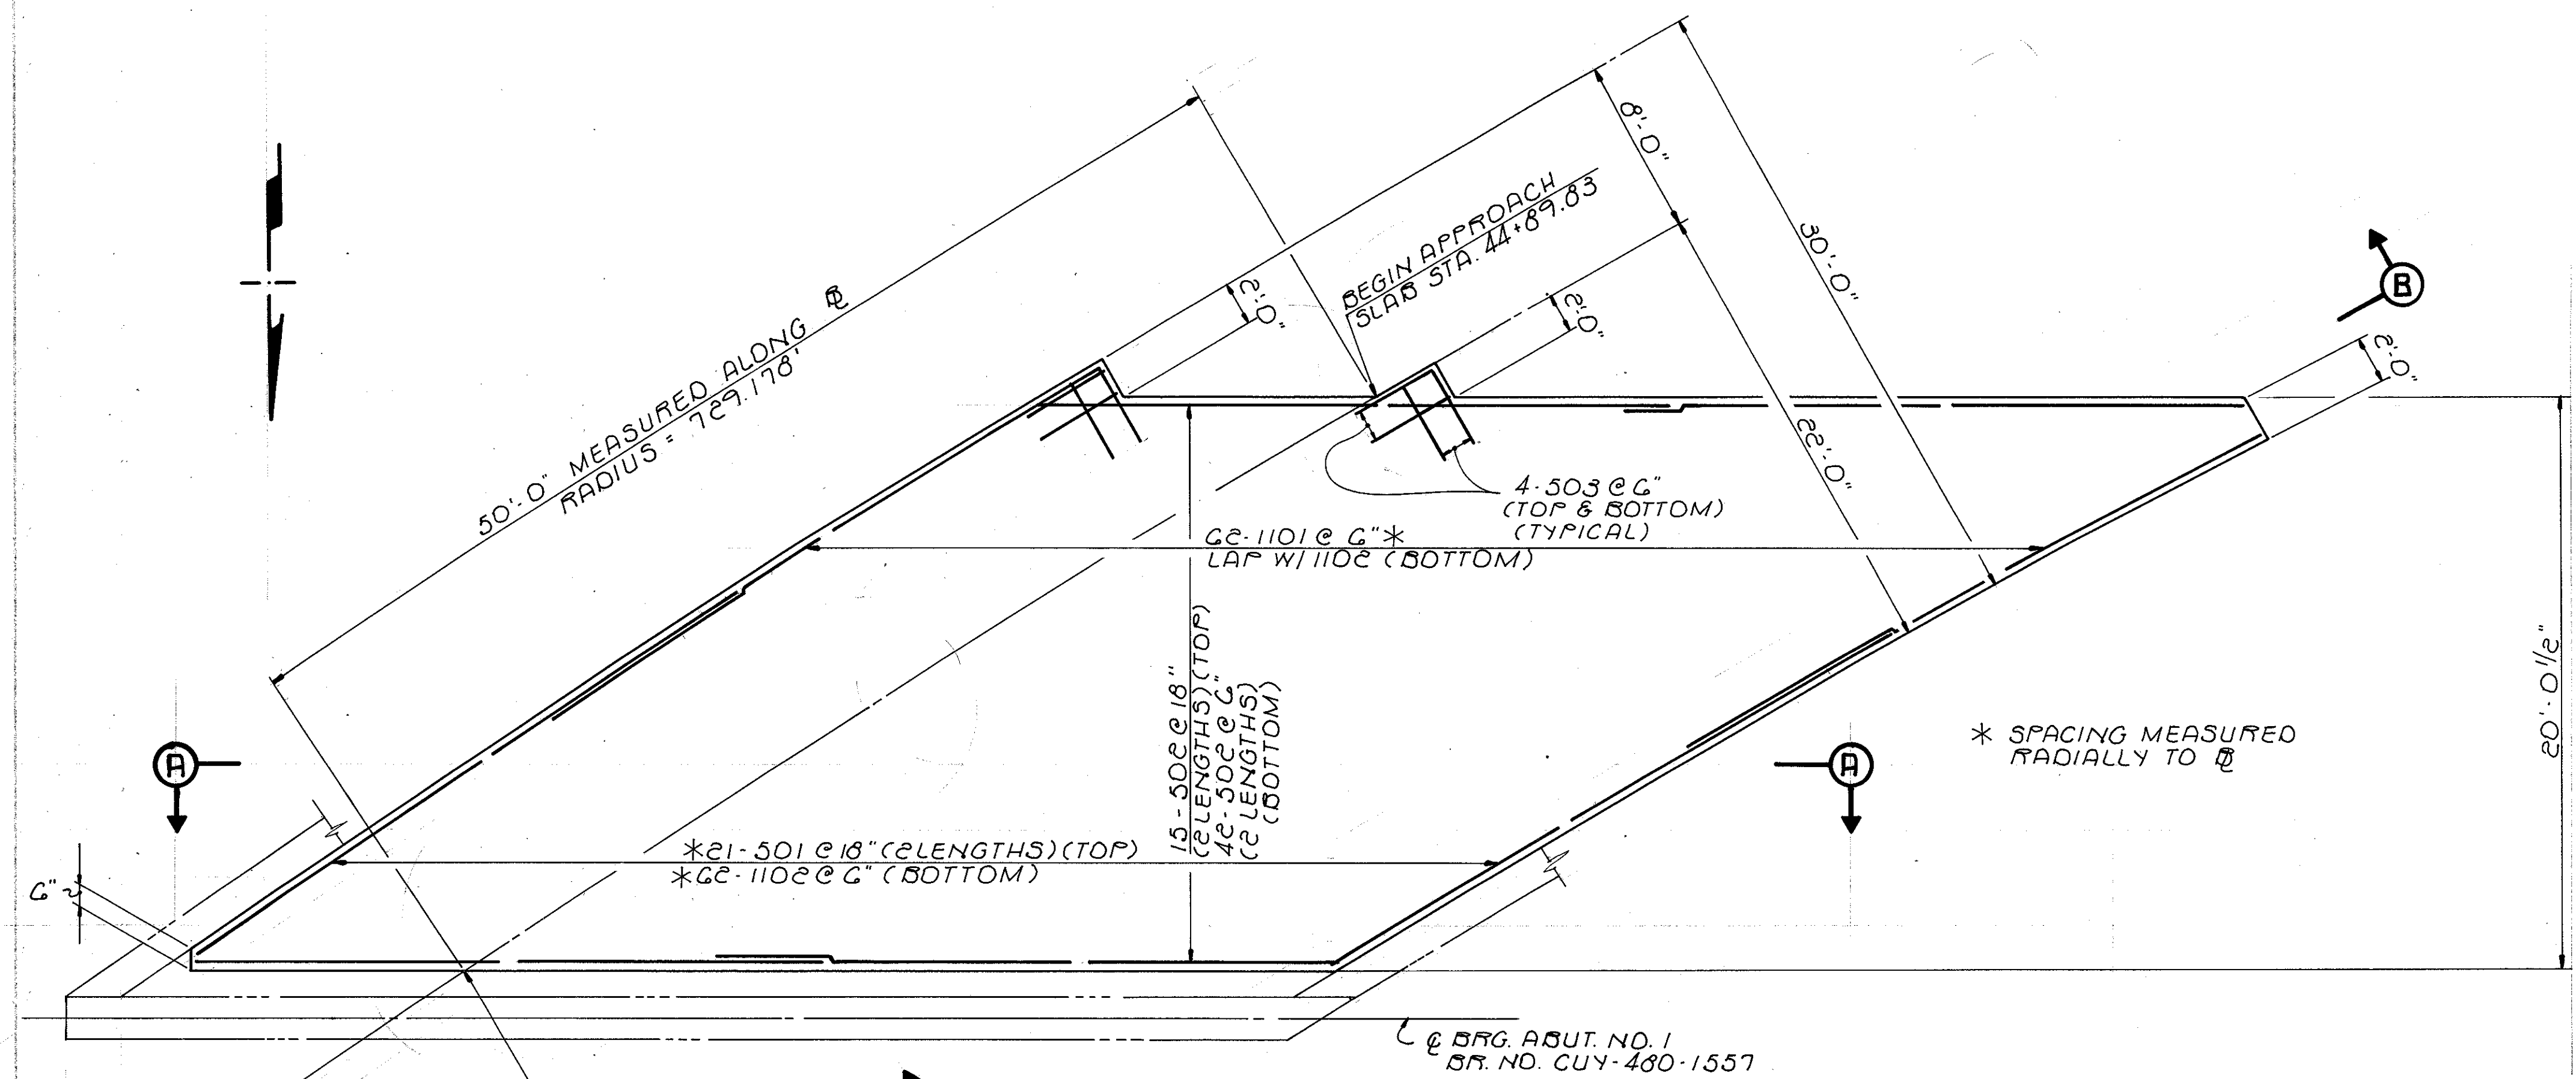 8'-0"
30'-0"
BEGIN APPROACH
SLAB STA. 44+89.83
B
50'-0" MEASURED ALONG ⅊
RADIUS = 729.178'
2'-0"
2'-0"
2'-0"
22'-0"
4-503 @ 6"
(TOP & BOTTOM)
(TYPICAL)
62-1101 @ 6"*
LAP W/1102 (BOTTOM)
15-502 @ 18"
(2 LENGTHS)(TOP)
42-502 @ 6"
(2 LENGTHS)
(BOTTOM)
20'-0 1/2"
* SPACING MEASURED
RADIALLY TO ⅊
A
A
*21-501 @ 18" (2 LENGTHS)(TOP)
*62-1102 @ 6" (BOTTOM)
6"
℄ BRG. ABUT. NO. 1
BR. NO. CUY-480-1557